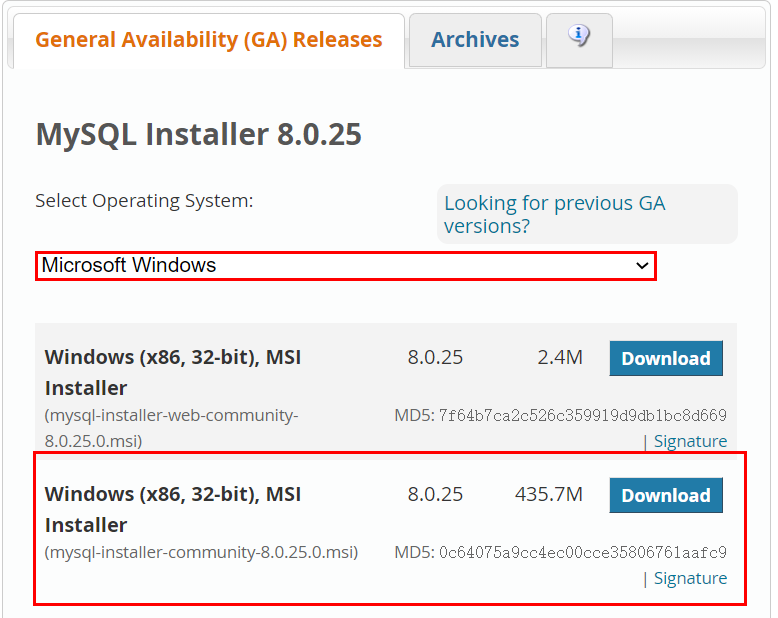 General Availability (GA) Releases
Archives
MySQL Installer 8.0.25
Select Operating System:
Looking for previous GA
versions?
Microsoft Windows
Windows (x86, 32-bit), MSI
Installer
8.0.25
2.4M
Download
(mysql-installer-web-community-
8.0.25.0.msi)
MD5: 7f64b7ca2c526c359919d9db1bc8d669
| Signature
Windows (x86, 32-bit), MSI
Installer
8.0.25
435.7M
Download
(mysql-installer-community-8.0.25.0.msi)
MD5: 0c64075a9cc4ec00cce35806761aafc9
| Signature